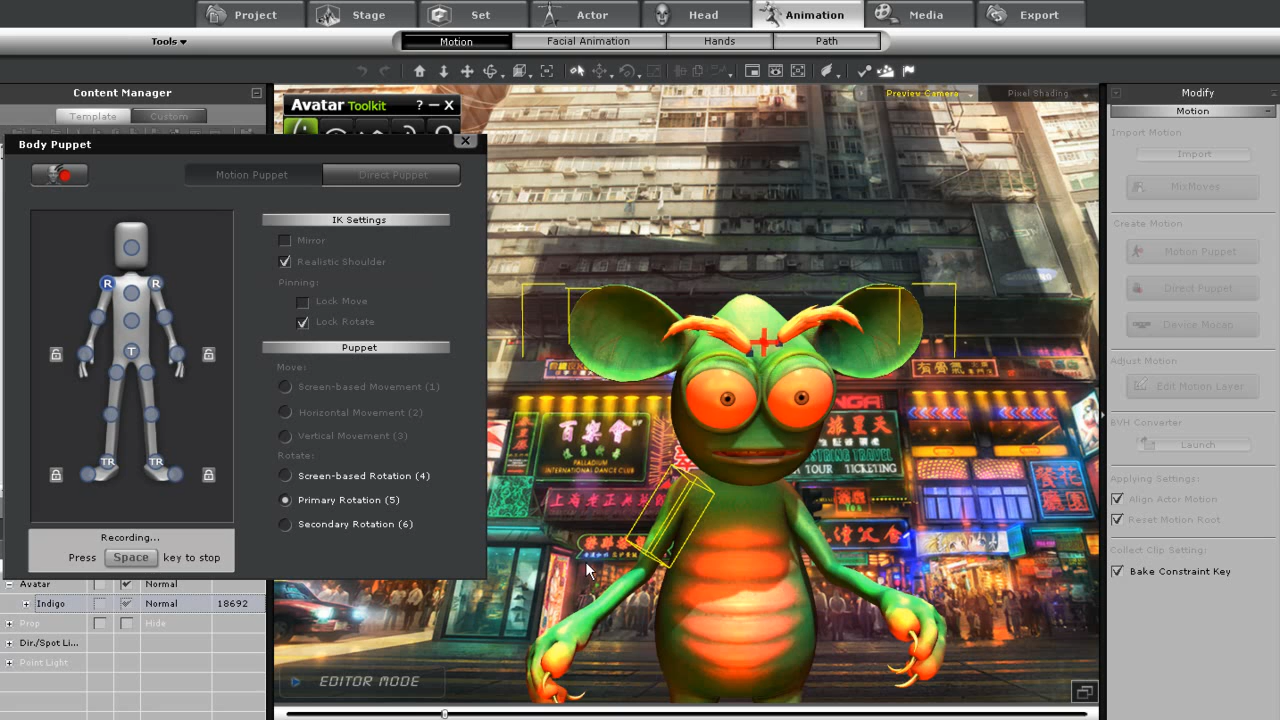 Project
Stage
Set
Actor
Head
Animation
Media
Export
Tools
Motion
Facial Animation
Hands
Path
Content Manager
Template
Custom
Avatar Toolkit ? – X
Preview Camera
Pixel Shading
Modify
Motion
Import Motion
Import
MixMoves
Create Motion
Motion Puppet
Direct Puppet
Device Mocap
Adjust Motion
Edit Motion Layer
BVH Converter
Launch
Applying Settings:
Align Actor Motion
Reset Motion Root
Collect Clip Setting:
Bake Constraint Key
Body Puppet
Motion Puppet
Direct Puppet
R
R
T
TR
TR
IK Settings
Mirror
Realistic Shoulder
Pinning:
Lock Move
Lock Rotate
Puppet
Move:
Screen-based Movement (1)
Horizontal Movement (2)
Vertical Movement (3)
Rotate:
Screen-based Rotation (4)
Primary Rotation (5)
Secondary Rotation (6)
Recording...
Press Space key to stop
Avatar Normal
Indigo Normal 18692
Prop Hide
Dir./Spot Li...
Point Light
百樂會
PALLADIUM
INTERNATIONAL DANCE CLUB
TOUR TICKETING
EDITOR MODE